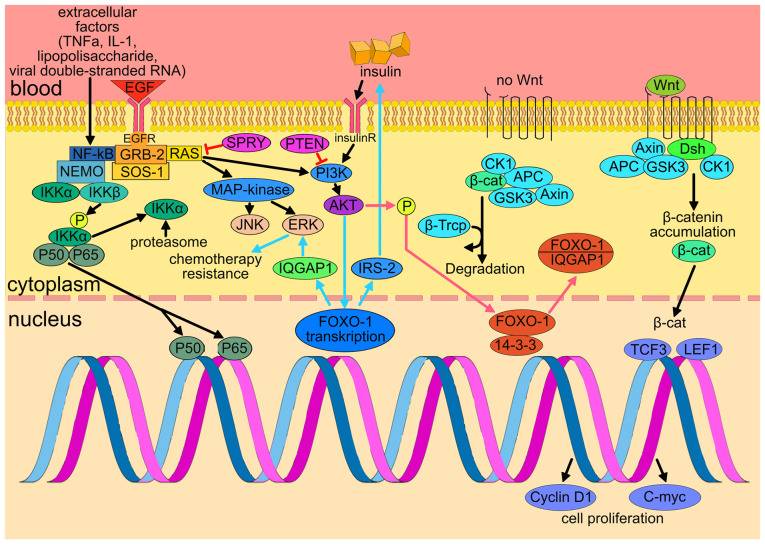 extracellular
factors
(TNFa, IL-1,
lipopolisaccharide,
viral double-stranded RNA)
blood
EGF
insulin
no Wnt
Wnt
EGFR
insulinR
NF-kB
GRB-2
RAS
SPRY
PTEN
NEMO
SOS-1
PI3K
IKKα
IKKβ
MAP-kinase
AKT
P
CK1
β-cat
APC
GSK3
Axin
Axin
Dsh
APC
GSK3
CK1
P
IKKα
IKKα
JNK
ERK
β-Trcp
β-catenin
accumulation
β-cat
P50
P65
proteasome
chemotherapy
resistance
IQGAP1
IRS-2
Degradation
FOXO-1
IQGAP1
cytoplasm
nucleus
FOXO-1
transkription
FOXO-1
14-3-3
β-cat
P50
P65
TCF3
LEF1
Cyclin D1
C-myc
cell proliferation